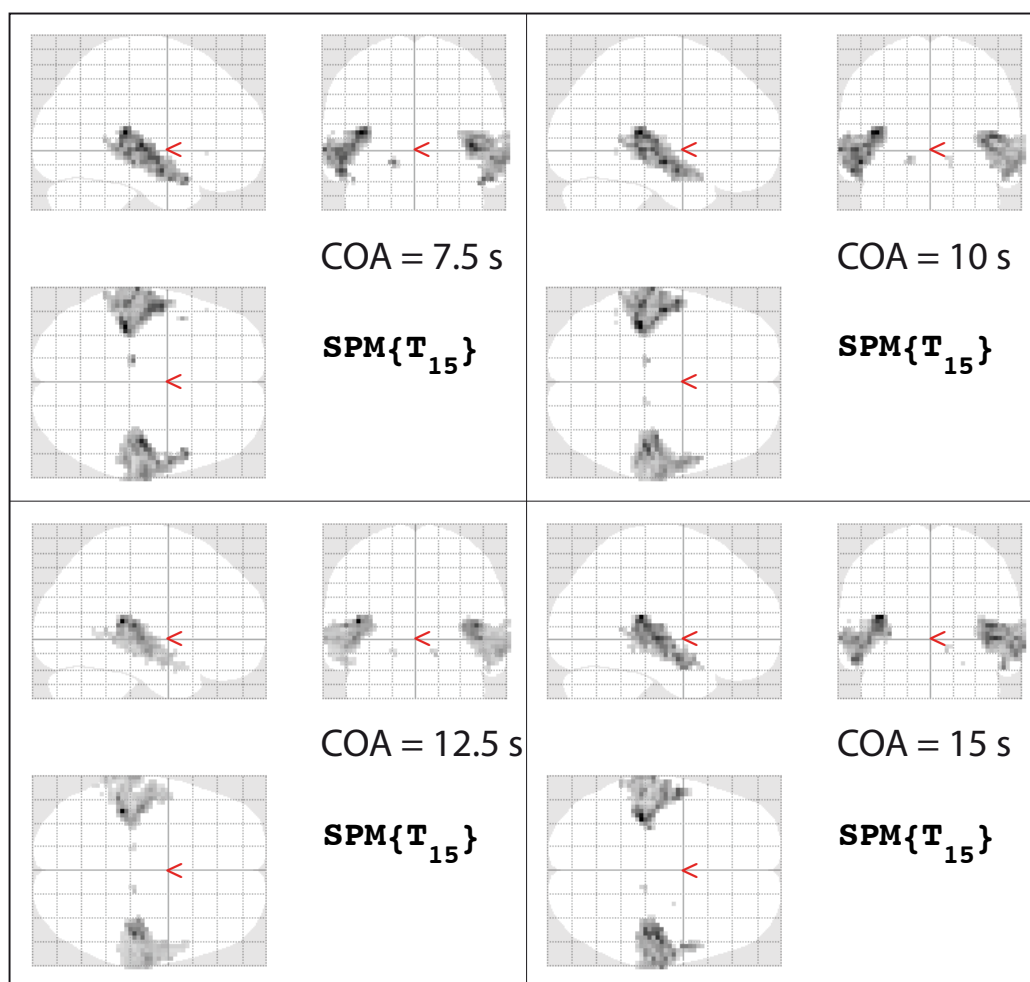 COA = 7.5 s
SPM{T₁₅}
COA = 10 s
SPM{T₁₅}
COA = 12.5 s
SPM{T₁₅}
COA = 15 s
SPM{T₁₅}